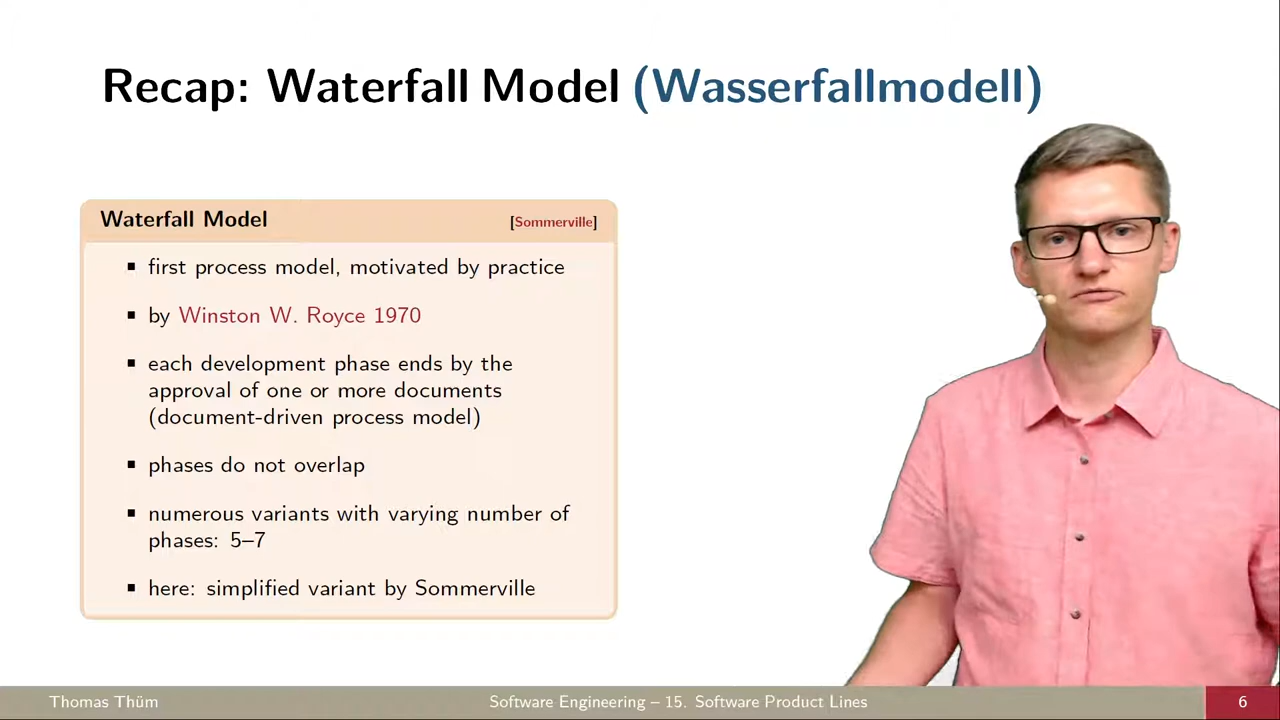 Recap: Waterfall Model (Wasserfallmodell)
Waterfall Model [Sommerville]
▪ first process model, motivated by practice
▪ by Winston W. Royce 1970
▪ each development phase ends by the
approval of one or more documents
(document-driven process model)
▪ phases do not overlap
▪ numerous variants with varying number of
phases: 5–7
▪ here: simplified variant by Sommerville
Thomas Thüm Software Engineering – 15. Software Product Lines 6